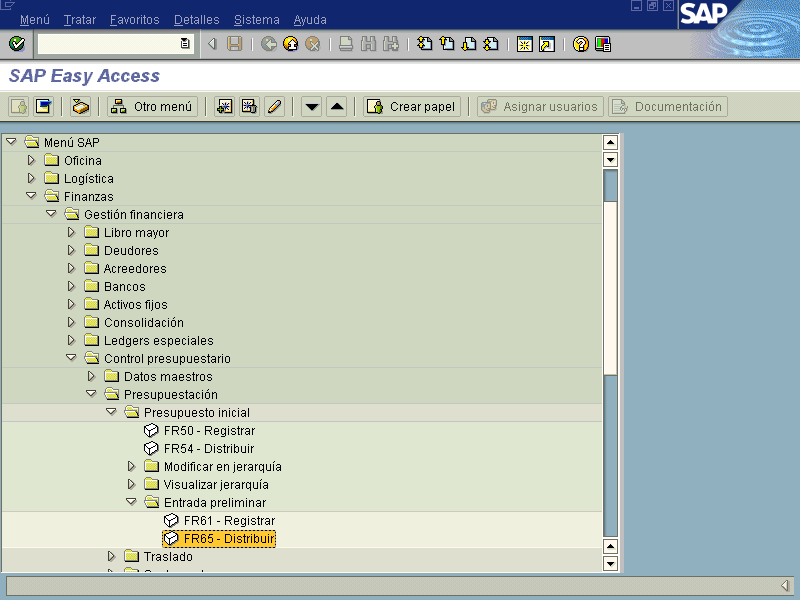 Menú Tratar Favoritos Detalles Sistema Ayuda
SAP
SAP Easy Access
Otro menú Crear papel Asignar usuarios Documentación
Menú SAP
Oficina
Logística
Finanzas
Gestión financiera
Libro mayor
Deudores
Acreedores
Bancos
Activos fijos
Consolidación
Ledgers especiales
Control presupuestario
Datos maestros
Presupuestación
Presupuesto inicial
FR50 - Registrar
FR54 - Distribuir
Modificar en jerarquía
Visualizar jerarquía
Entrada preliminar
FR61 - Registrar
FR65 - Distribuir
Traslado